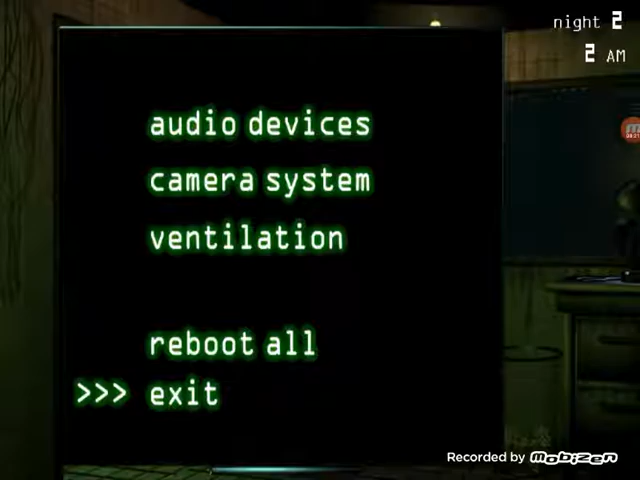 night 2
2 AM
audio devices
camera system
ventilation
reboot all
>>> exit
Recorded by Mobizen